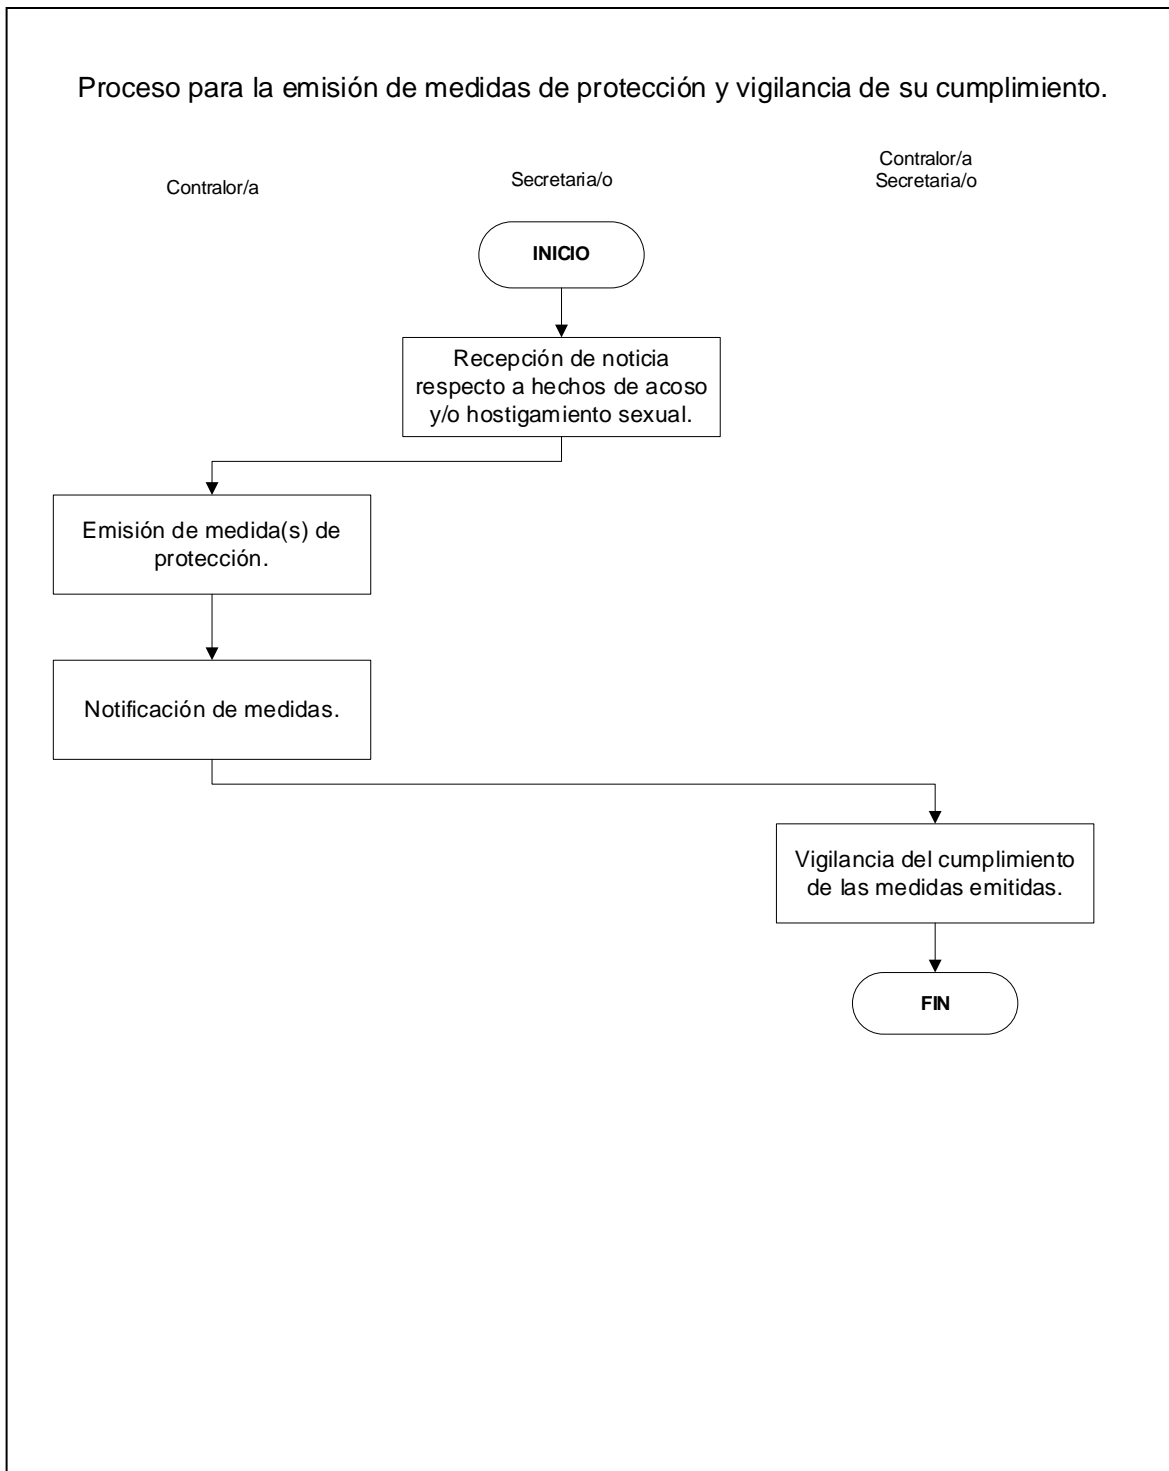 Proceso para la emisión de medidas de protección y vigilancia de su cumplimiento.
Contralor/a
Secretaria/o
Contralor/a
Secretaria/o
INICIO
Recepción de noticia
respecto a hechos de acoso
y/o hostigamiento sexual.
Emisión de medida(s) de
protección.
Notificación de medidas.
Vigilancia del cumplimiento
de las medidas emitidas.
FIN